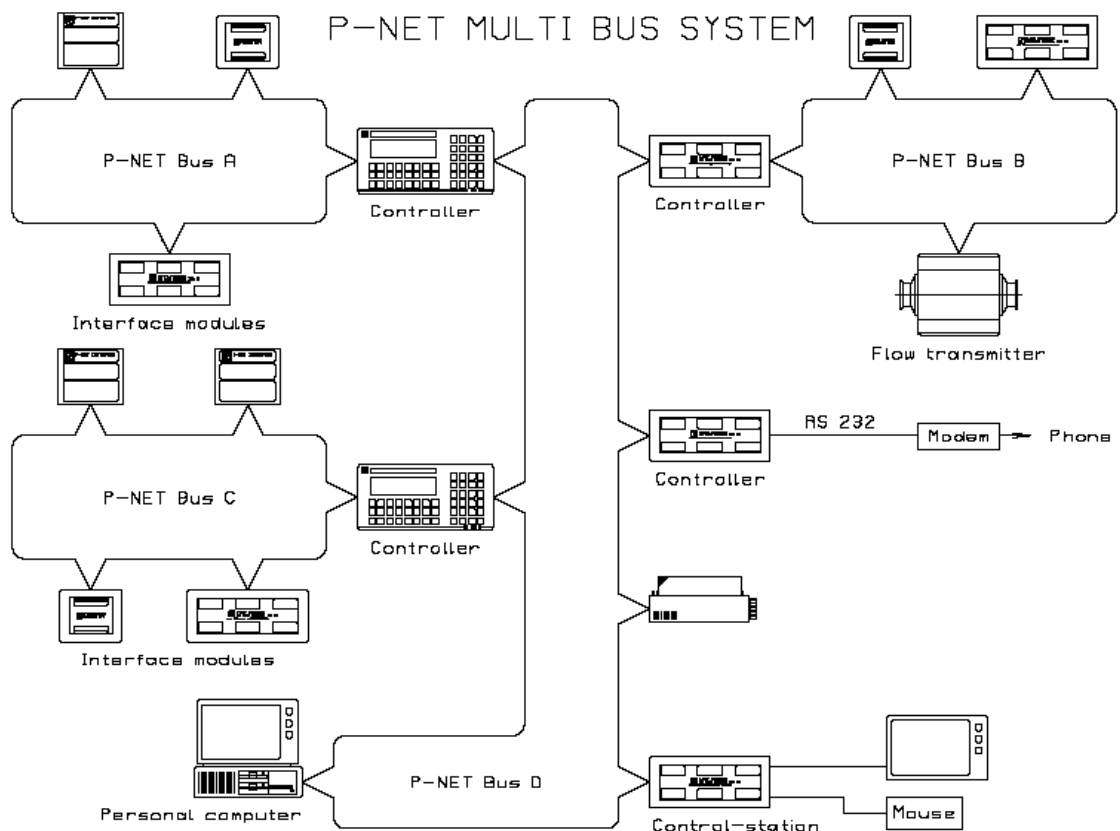 P-NET MULTI BUS SYSTEM
P-NET Bus A
Controller
Controller
P-NET Bus B
Interface modules
Flow transmitter
RS 232
Modem
Phone
Controller
P-NET Bus C
Controller
Interface modules
P-NET Bus D
Personal computer
Control-station
Mouse